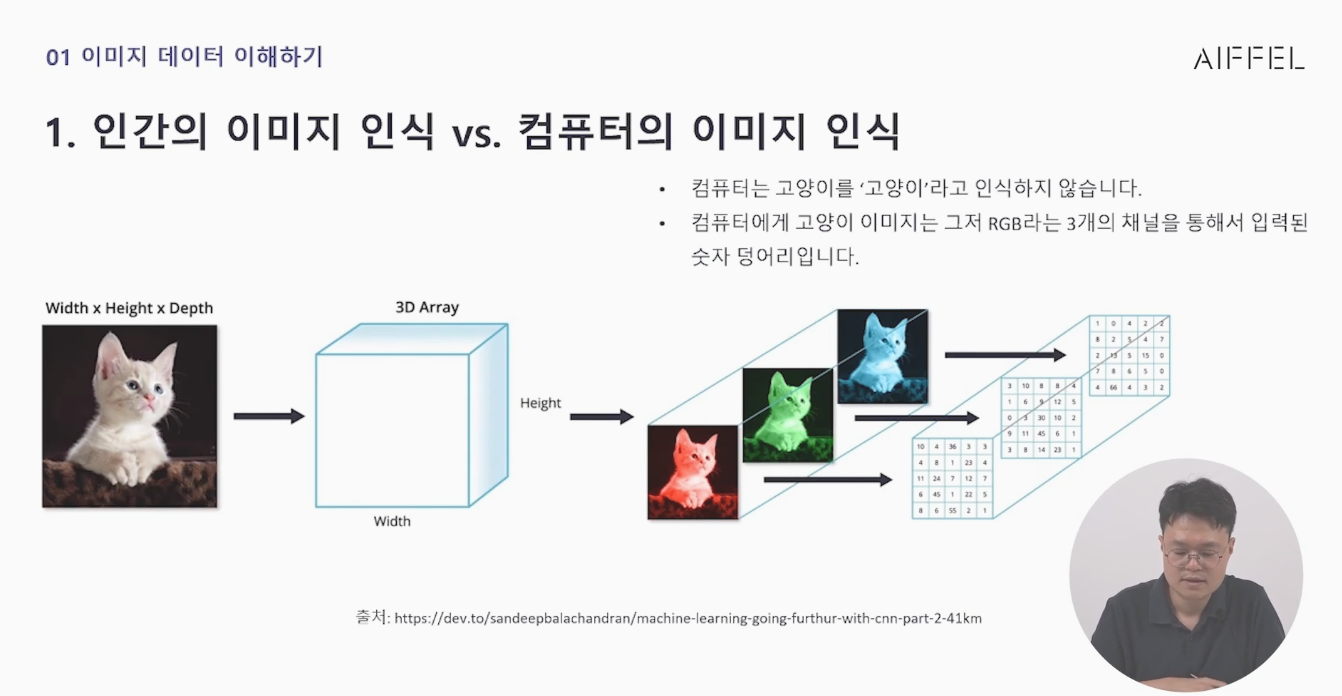 01 이미지 데이터 이해하기
AIFFEL
1. 인간의 이미지 인식 vs. 컴퓨터의 이미지 인식
• 컴퓨터는 고양이를 ‘고양이’라고 인식하지 않습니다.
• 컴퓨터에게 고양이 이미지는 그저 RGB라는 3개의 채널을 통해서 입력된
숫자 덩어리입니다.
Width x Height x Depth
3D Array
Height
Width
1 0 4 2 2
8 2 5 4 7
2 13 5 15 0
7 8 6 5 0
4 66 4 3 2
3 10 8 8 4
1 6 9 12 5
0 3 30 10 2
9 11 45 6 1
3 8 14 23 1
10 4 36 3 3
4 8 1 23 4
11 24 7 12 7
6 45 1 22 5
8 6 55 2 1
출처: https://dev.to/sandeepbalachandran/machine-learning-going-furthur-with-cnn-part-2-41km